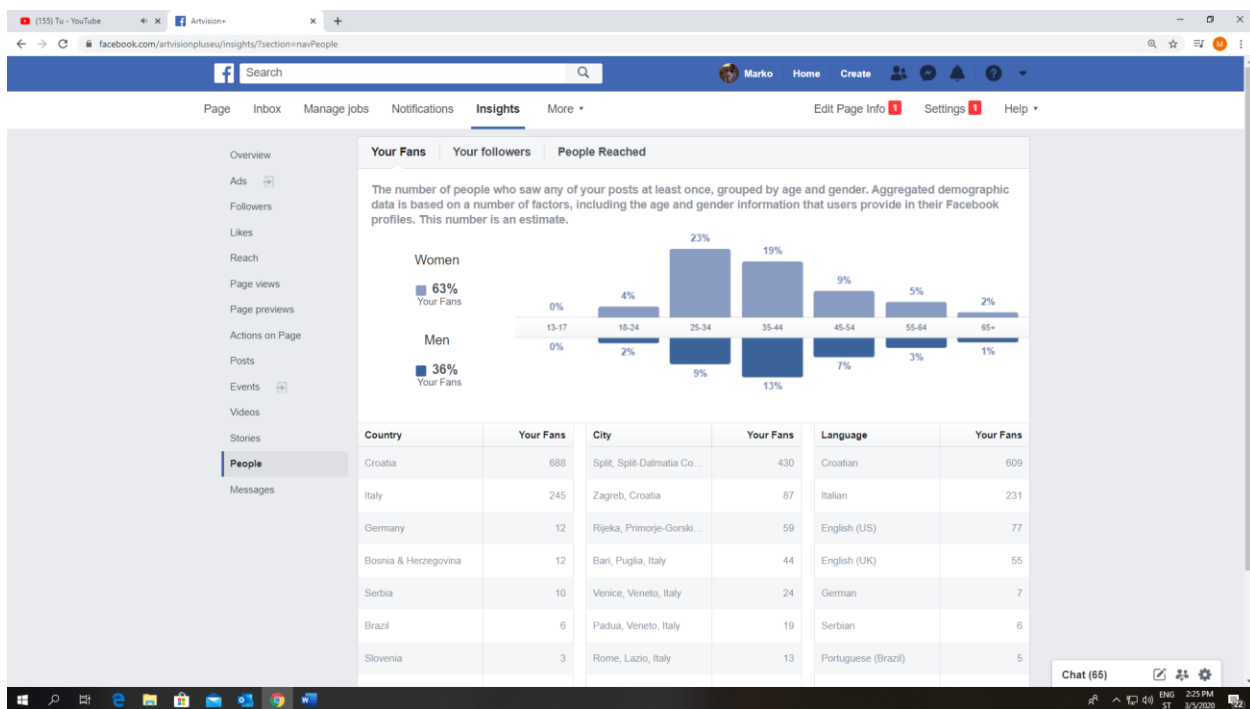 (155) Tu - YouTube
Artvision+
facebook.com/artvisionpluseu/insights/?section=navPeople
M
Search
Marko Home Create
Page Inbox Manage jobs Notifications Insights More
Edit Page Info 1 Settings 1 Help
Overview
Ads
Followers
Likes
Reach
Page views
Page previews
Actions on Page
Posts
Events
Videos
Stories
People
Messages
Your Fans Your followers People Reached
The number of people who saw any of your posts at least once, grouped by age and gender. Aggregated demographic
data is based on a number of factors, including the age and gender information that users provide in their Facebook
profiles. This number is an estimate.
Women
63%
Your Fans
0% 4% 23% 19% 9% 5% 2%
13-17 18-24 25-34 35-44 45-54 55-64 65+
Men
36%
Your Fans
0% 2% 9% 13% 7% 3% 1%
Country Your Fans City Your Fans Language Your Fans
Croatia 688 Split, Split-Dalmatia Co... 430 Croatian 609
Italy 245 Zagreb, Croatia 87 Italian 231
Germany 12 Rijeka, Primorje-Gorski... 59 English (US) 77
Bosnia & Herzegovina 12 Bari, Puglia, Italy 44 English (UK) 55
Serbia 10 Venice, Veneto, Italy 24 German 7
Brazil 6 Padua, Veneto, Italy 19 Serbian 6
Slovenia 3 Rome, Lazio, Italy 13 Portuguese (Brazil) 5
Chat (65)
ENG 2:25 PM
ST 3/5/2020
22